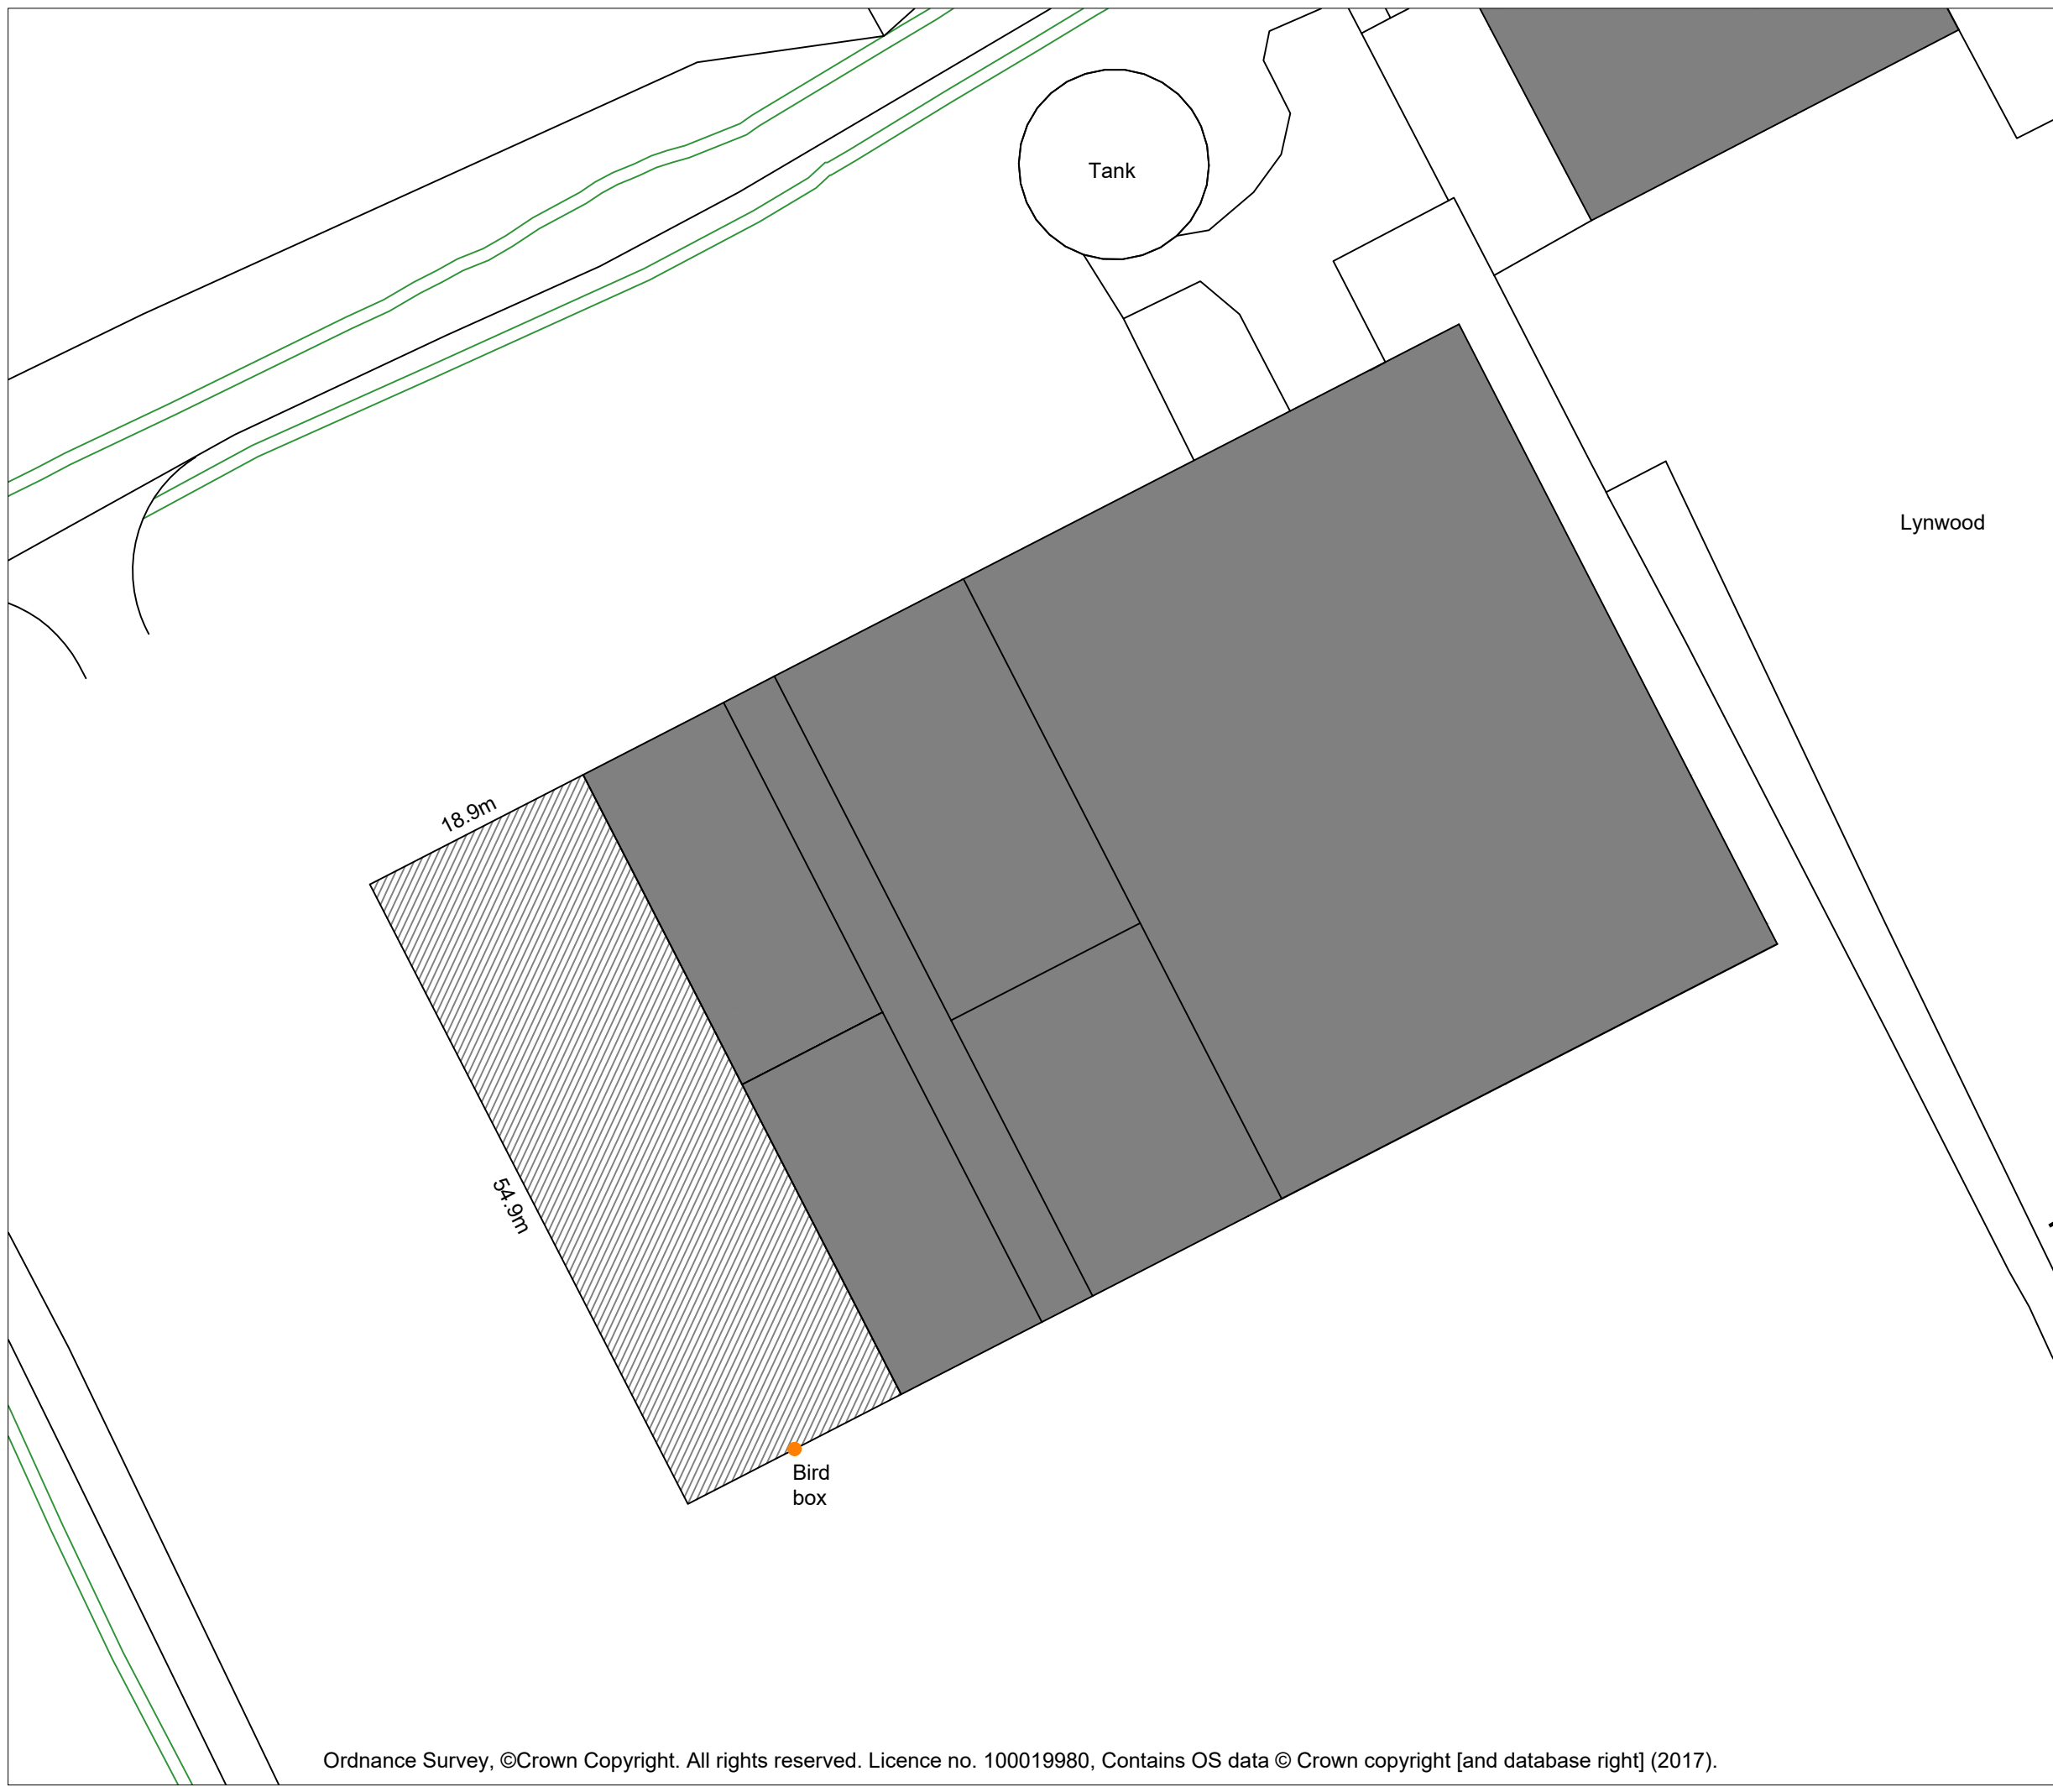 Tank
Lynwood
18.9m
54.9m
Bird
box
Ordnance Survey, ©Crown Copyright. All rights reserved. Licence no. 100019980, Contains OS data © Crown copyright [and database right] (2017).